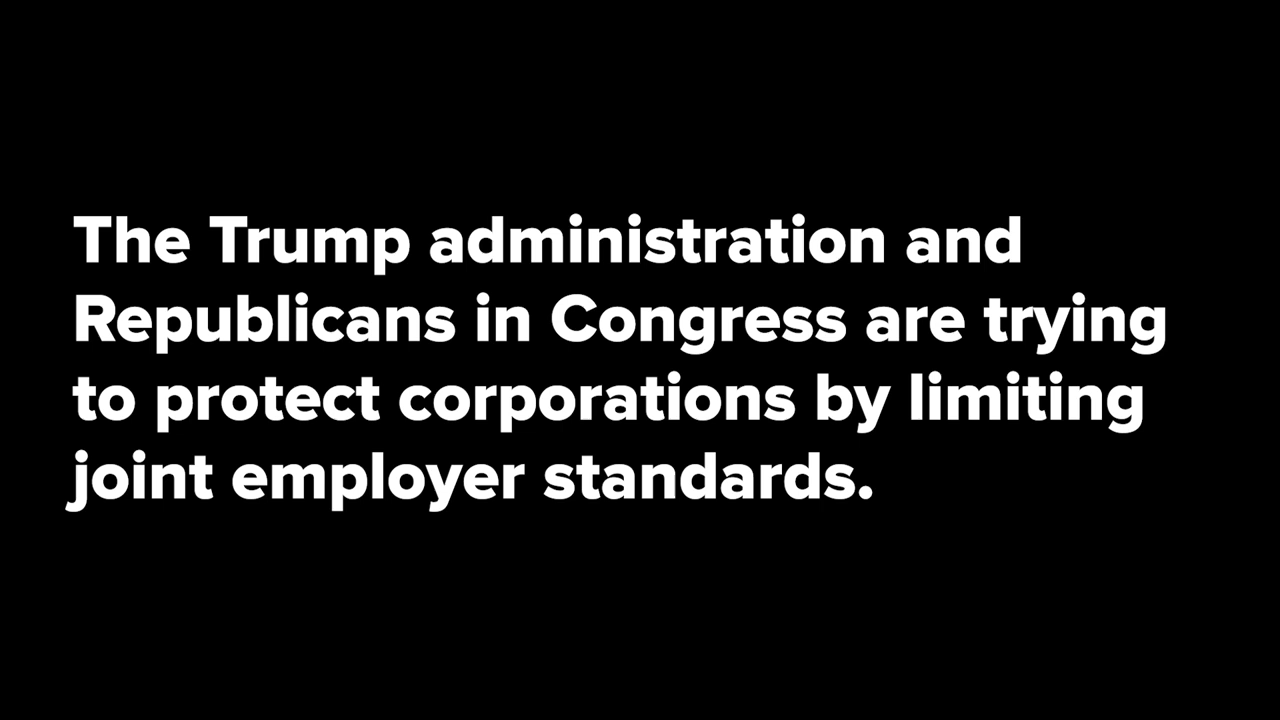 The Trump administration and
Republicans in Congress are trying
to protect corporations by limiting
joint employer standards.